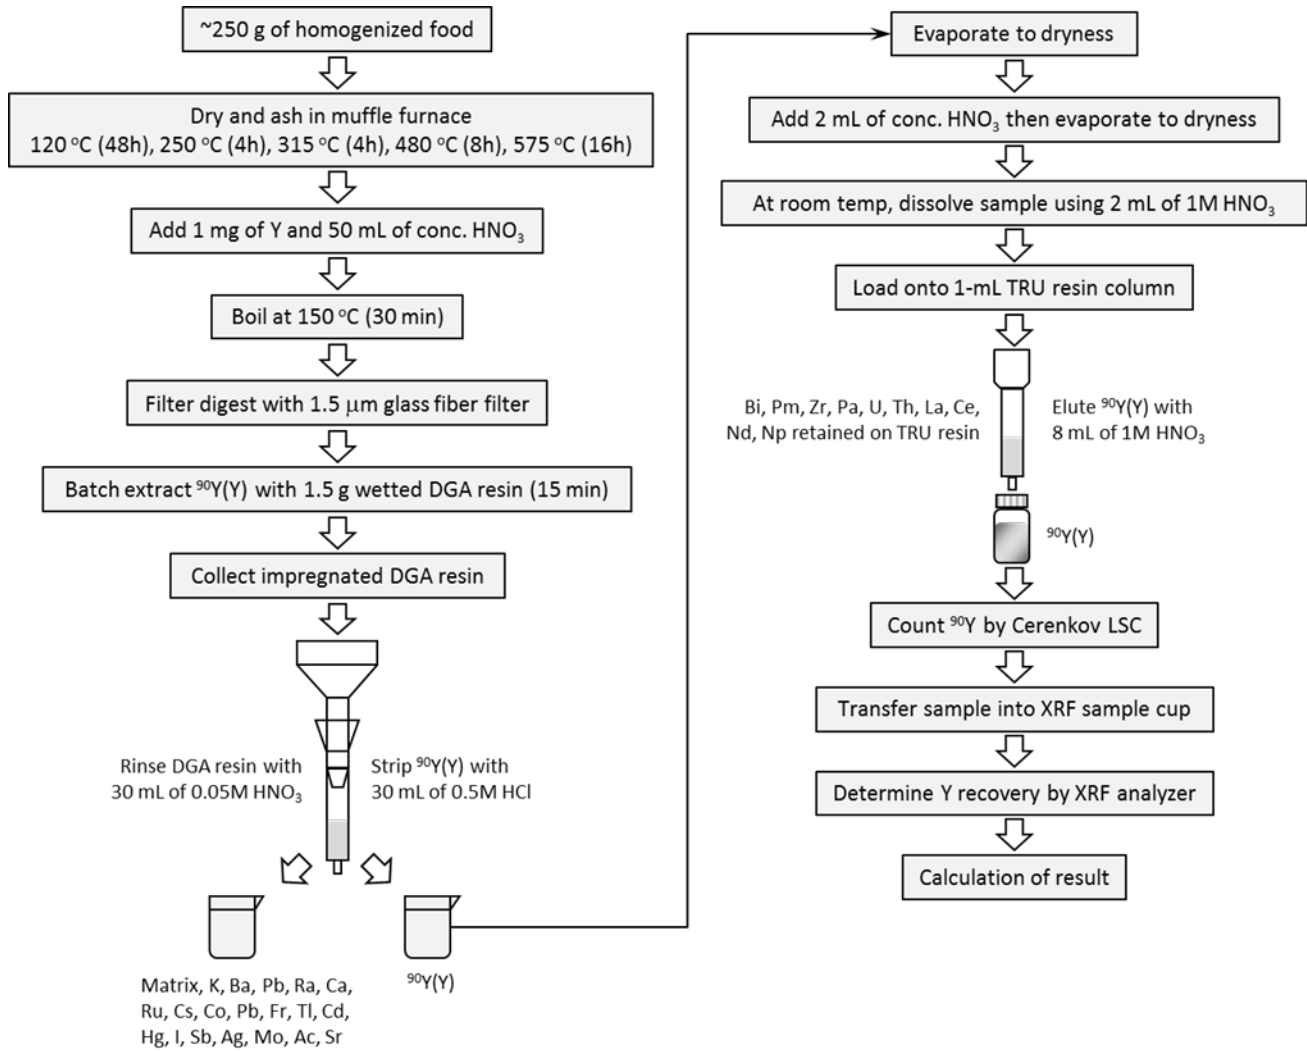 ~250 g of homogenized food
Dry and ash in muffle furnace
120 °C (48h), 250 °C (4h), 315 °C (4h), 480 °C (8h), 575 °C (16h)
Add 1 mg of Y and 50 mL of conc. HNO₃
Boil at 150 °C (30 min)
Filter digest with 1.5 μm glass fiber filter
Batch extract ⁹⁰Y(Y) with 1.5 g wetted DGA resin (15 min)
Collect impregnated DGA resin
Rinse DGA resin with
30 mL of 0.05M HNO₃
Strip ⁹⁰Y(Y) with
30 mL of 0.5M HCl
Matrix, K, Ba, Pb, Ra, Ca,
Ru, Cs, Co, Pb, Fr, Tl, Cd,
Hg, I, Sb, Ag, Mo, Ac, Sr
⁹⁰Y(Y)
Evaporate to dryness
Add 2 mL of conc. HNO₃ then evaporate to dryness
At room temp, dissolve sample using 2 mL of 1M HNO₃
Load onto 1-mL TRU resin column
Bi, Pm, Zr, Pa, U, Th, La, Ce,
Nd, Np retained on TRU resin
Elute ⁹⁰Y(Y) with
8 mL of 1M HNO₃
⁹⁰Y(Y)
Count ⁹⁰Y by Cerenkov LSC
Transfer sample into XRF sample cup
Determine Y recovery by XRF analyzer
Calculation of result